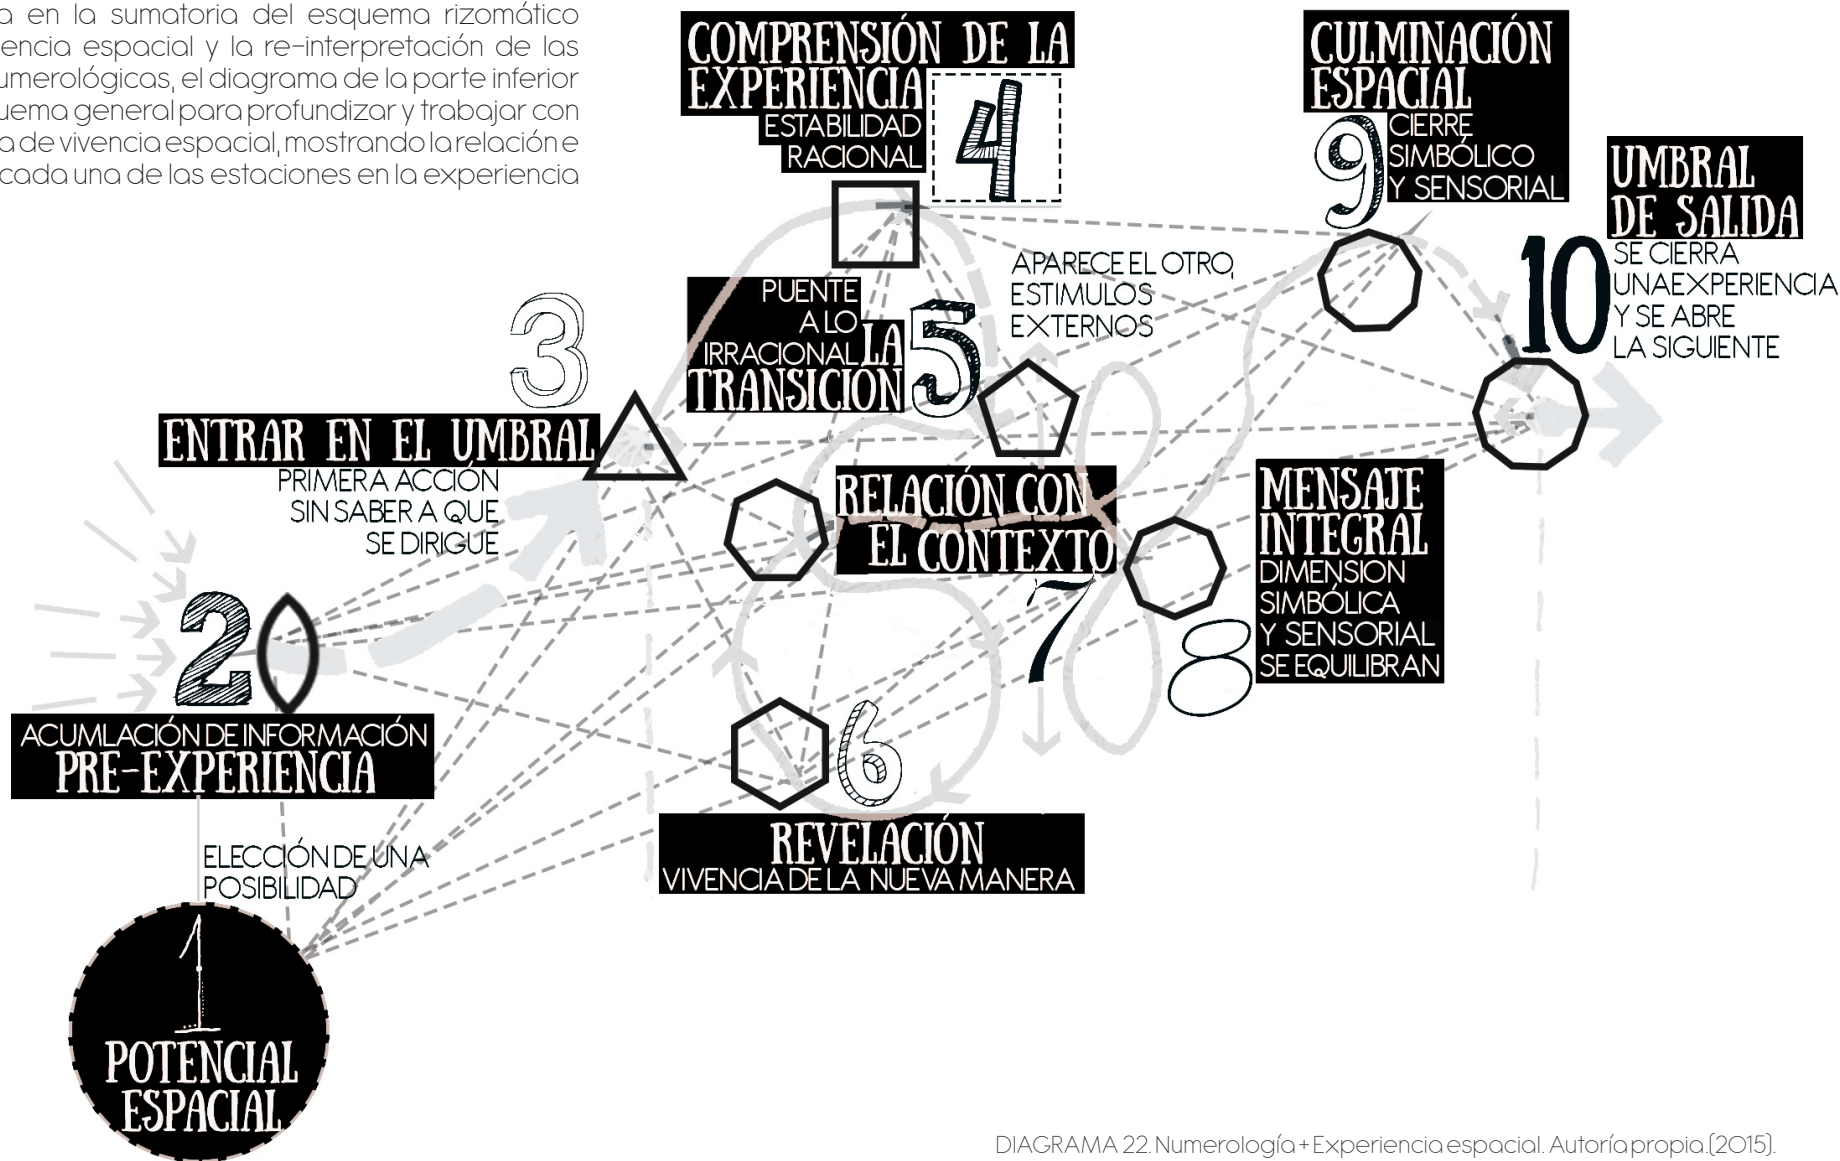 en la sumatoria del esquema rizomático
espacial y la re-interpretación de las
el diagrama de la parte inferior
general para profundizar y trabajar con
de vivencia espacial, mostrando la relación e
cada una de las estaciones en la experiencia
COMPRENSIÓN DE LA
EXPERIENCIA
ESTABILIDAD
RACIONAL
4
CULMINACIÓN
ESPACIAL
9
CIERRE
SIMBÓLICO
Y SENSORIAL
UMBRAL
DE SALIDA
10
SE CIERRA
UNAEXPERIENCIA
Y SE ABRE
LA SIGUIENTE
3
ENTRAR EN EL UMBRAL
PRIMERA ACCIÓN
SIN SABER A QUE
SE DIRIGUE
PUENTE
A LO
IRRACIONAL LA
TRANSICIÓN
5
APARECE EL OTRO,
ESTIMULOS
EXTERNOS
RELACIÓN CON
EL CONTEXTO
7
MENSAJE
INTEGRAL
DIMENSION
SIMBÓLICA
Y SENSORIAL
SE EQUILIBRAN
8
2
ACUMLACIÓN DE INFORMACIÓN
PRE-EXPERIENCIA
6
REVELACIÓN
VIVENCIA DE LA NUEVA MANERA
ELECCIÓN DE UNA
POSIBILIDAD
1
POTENCIAL
ESPACIAL
DIAGRAMA 22. Numerología + Experiencia espacial. Autoría propia.(2015).